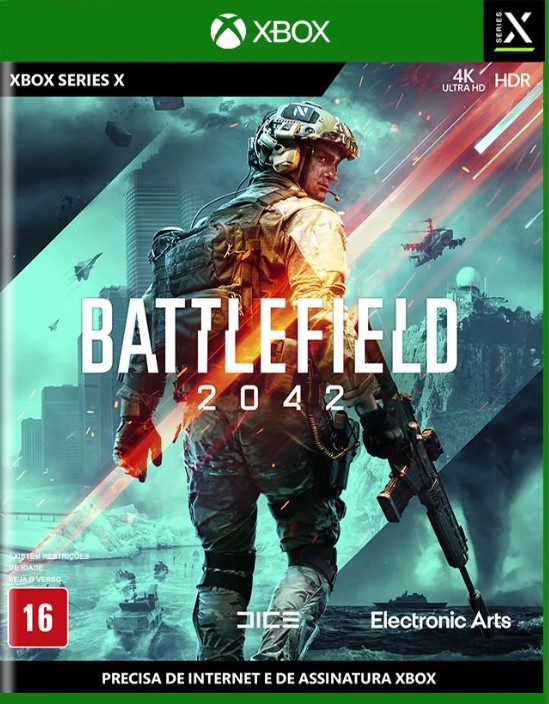 XBOX
SERIES X
XBOX SERIES X
4K
ULTRA HD
HDR
BATTLEFIELD
2042
EXISTEM RESTRIÇÕES
DE IDADE
VEJA O VERSO
16
DICE
Electronic Arts
PRECISA DE INTERNET E DE ASSINATURA XBOX